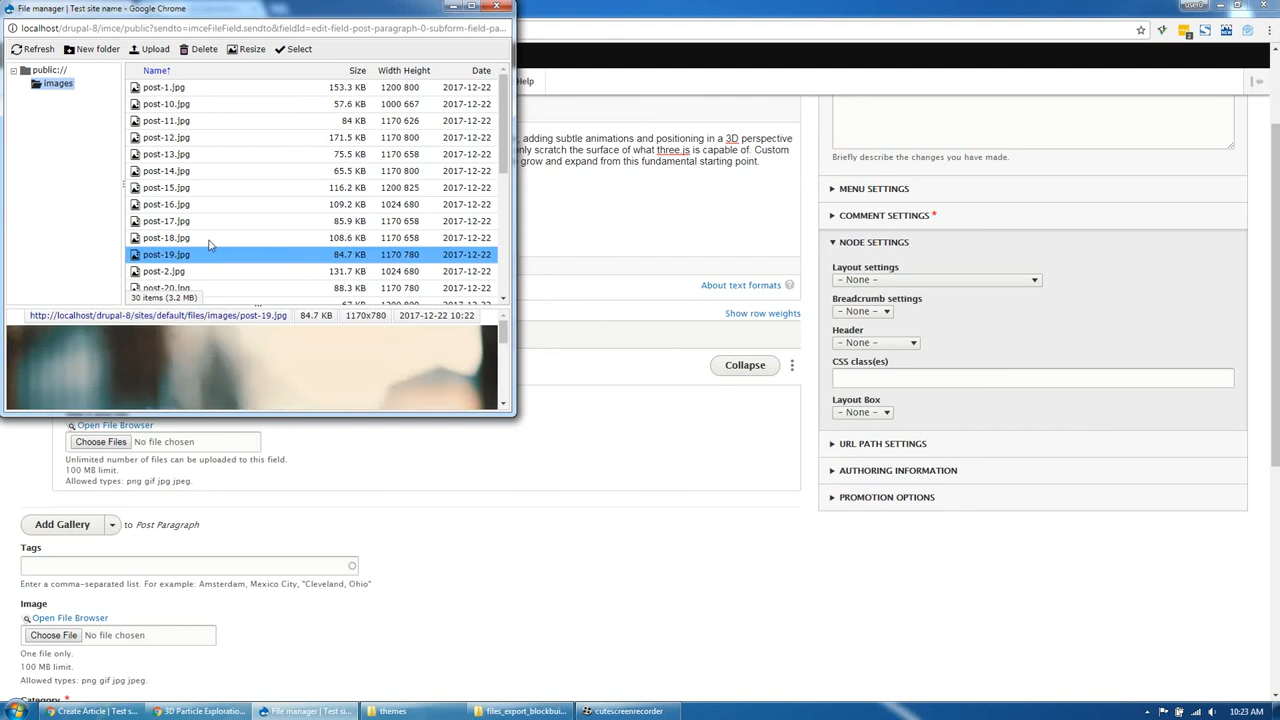 File manager | Test site name - Google Chrome
user0
localhost/drupal-8/imce/public?sendto=imceFileField.sendto&fieldId=edit-field-post-paragraph-0-subform-field-pa...
Refresh New folder Upload Delete Resize Select
Help
public://
images
Name↑ Size Width Height Date
post-1.jpg 153.3 KB 1200 800 2017-12-22
post-10.jpg 57.6 KB 1000 667 2017-12-22
post-11.jpg 84 KB 1170 626 2017-12-22
post-12.jpg 171.5 KB 1170 800 2017-12-22
post-13.jpg 75.5 KB 1170 658 2017-12-22
post-14.jpg 65.5 KB 1170 800 2017-12-22
post-15.jpg 116.2 KB 1200 825 2017-12-22
post-16.jpg 109.2 KB 1024 680 2017-12-22
post-17.jpg 85.9 KB 1170 658 2017-12-22
post-18.jpg 108.6 KB 1170 658 2017-12-22
post-19.jpg 84.7 KB 1170 780 2017-12-22
post-2.jpg 131.7 KB 1024 680 2017-12-22
post-20.jpg 88.3 KB 1170 780 2017-12-22
30 items (3.2 MB)
http://localhost/drupal-8/sites/default/files/images/post-19.jpg 84.7 KB 1170x780 2017-12-22 10:22
, adding subtle animations and positioning in a 3D perspective
nly scratch the surface of what three.js is capable of. Custom
grow and expand from this fundamental starting point.
About text formats ?
Show row weights
Collapse
Open File Browser
Choose Files No file chosen
Unlimited number of files can be uploaded to this field.
100 MB limit.
Allowed types: png gif jpg jpeg.
Add Gallery to Post Paragraph
Tags
Enter a comma-separated list. For example: Amsterdam, Mexico City, "Cleveland, Ohio"
Image
Open File Browser
Choose File No file chosen
One file only.
100 MB limit.
Allowed types: png gif jpg jpeg.
Category *
Briefly describe the changes you have made.
MENU SETTINGS
COMMENT SETTINGS *
NODE SETTINGS
Layout settings
- None -
Breadcrumb settings
- None -
Header
- None -
CSS class(es)
Layout Box
- None -
URL PATH SETTINGS
AUTHORING INFORMATION
PROMOTION OPTIONS
Create Article | Test s... 3D Particle Exploratio... File manager | Test si... themes files_export_blockbui... cutescreenrecorder 10:23 AM